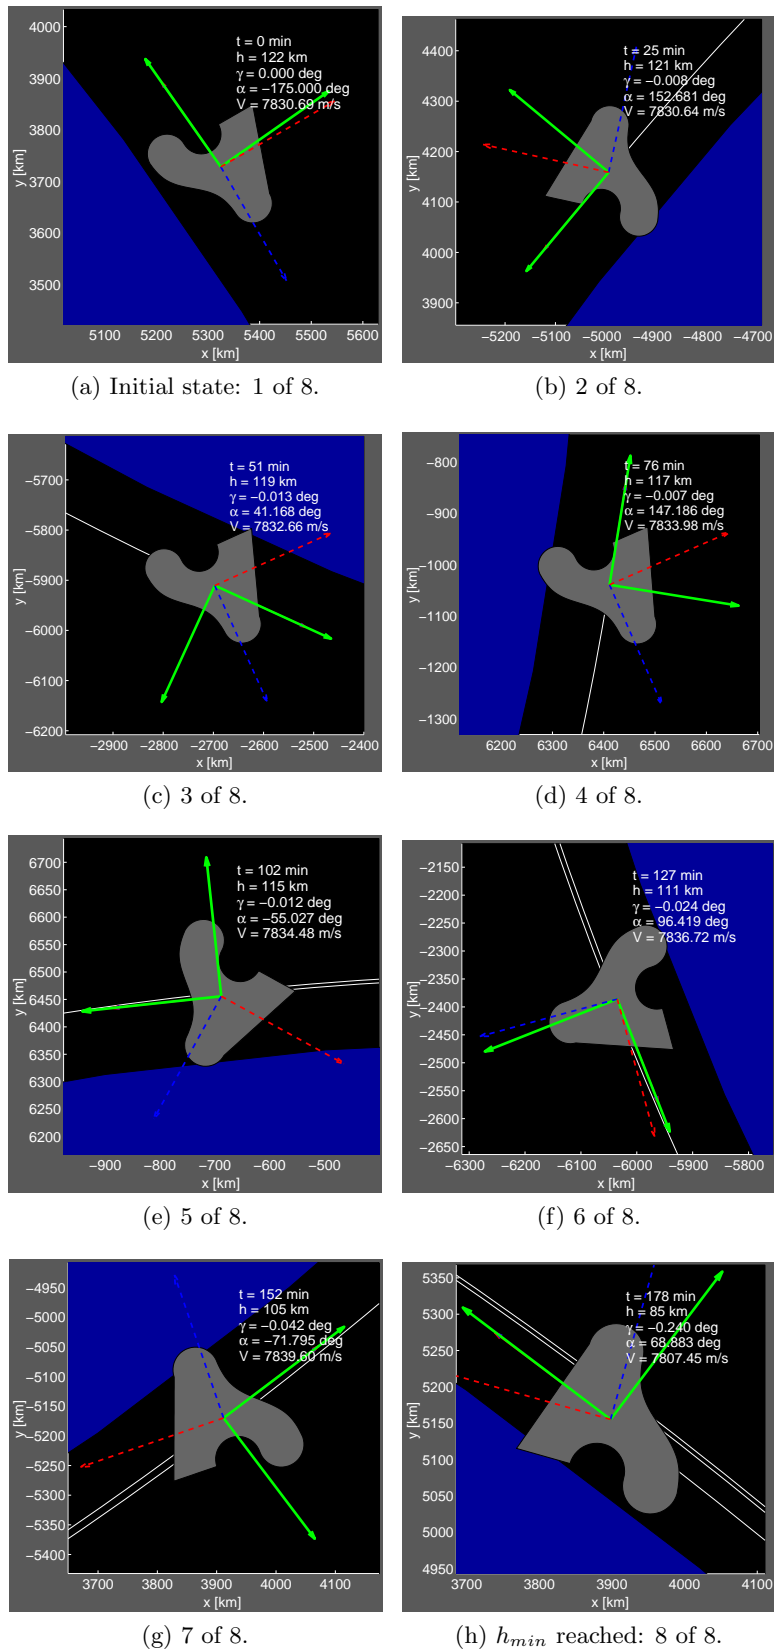 4000
3900
3800
3700
3600
3500
y [km]
t = 0 min
h = 122 km
γ = 0.000 deg
α = −175.000 deg
V = 7830.69 m/s
5100 5200 5300 5400 5500 5600
x [km]
(a) Initial state: 1 of 8.
4400
4300
4200
4100
4000
3900
y [km]
t = 25 min
h = 121 km
γ = −0.008 deg
α = 152.681 deg
V = 7830.64 m/s
−5200 −5100 −5000 −4900 −4800 −4700
x [km]
(b) 2 of 8.
−5700
−5800
−5900
−6000
−6100
−6200
y [km]
t = 51 min
h = 119 km
γ = −0.013 deg
α = 41.168 deg
V = 7832.66 m/s
−2900 −2800 −2700 −2600 −2500 −2400
x [km]
(c) 3 of 8.
−800
−900
−1000
−1100
−1200
−1300
y [km]
t = 76 min
h = 117 km
γ = −0.007 deg
α = 147.186 deg
V = 7833.98 m/s
6200 6300 6400 6500 6600 6700
x [km]
(d) 4 of 8.
6700
6650
6600
6550
6500
6450
6400
6350
6300
6250
6200
y [km]
t = 102 min
h = 115 km
γ = −0.012 deg
α = −55.027 deg
V = 7834.48 m/s
−900 −800 −700 −600 −500
x [km]
(e) 5 of 8.
−2150
−2200
−2250
−2300
−2350
−2400
−2450
−2500
−2550
−2600
−2650
y [km]
t = 127 min
h = 111 km
γ = −0.024 deg
α = 96.419 deg
V = 7836.72 m/s
−6300 −6200 −6100 −6000 −5900 −5800
x [km]
(f) 6 of 8.
−4950
−5000
−5050
−5100
−5150
−5200
−5250
−5300
−5350
−5400
y [km]
t = 152 min
h = 105 km
γ = −0.042 deg
α = −71.795 deg
V = 7839.60 m/s
3700 3800 3900 4000 4100
x [km]
(g) 7 of 8.
5350
5300
5250
5200
5150
5100
5050
5000
4950
y [km]
t = 178 min
h = 85 km
γ = −0.240 deg
α = 68.883 deg
V = 7807.45 m/s
3700 3800 3900 4000 4100
x [km]
(h) hmin reached: 8 of 8.